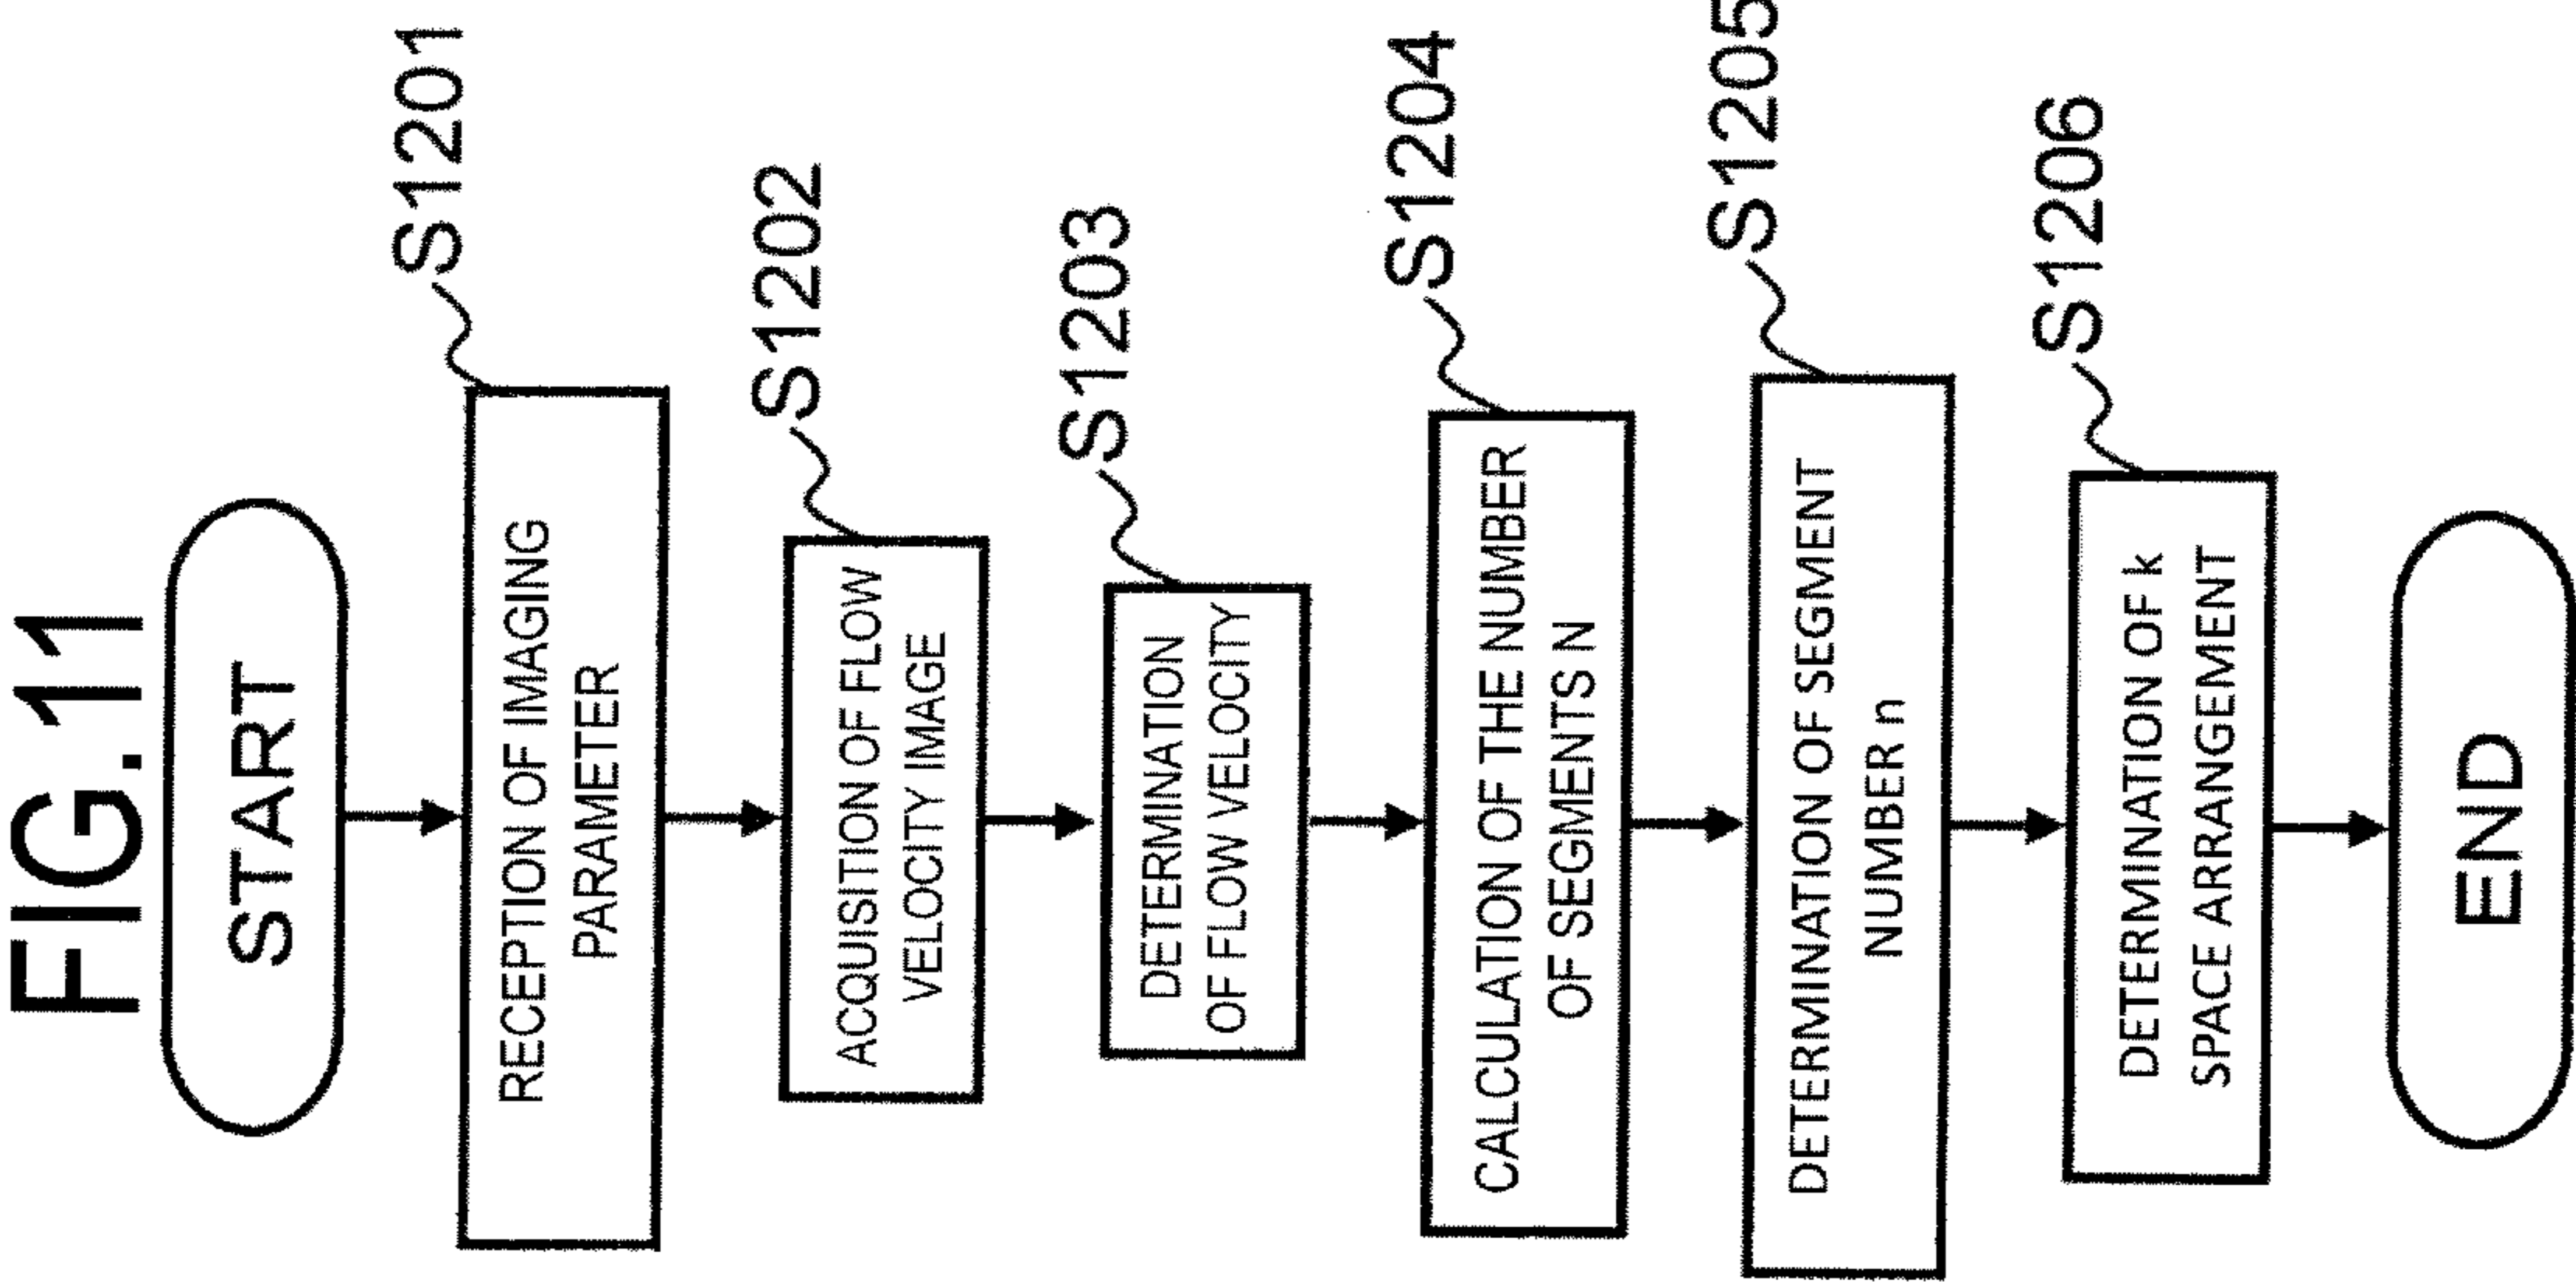 FIG.11
START
S1201
RECEPTION OF IMAGING
PARAMETER
S1202
ACQUISITION OF FLOW
VELOCITY IMAGE
S1203
DETERMINATION
OF FLOW VELOCITY
S1204
CALCULATION OF THE NUMBER
OF SEGMENTS N
S1205
DETERMINATION OF SEGMENT
NUMBER n
S1206
DETERMINATION OF k
SPACE ARRANGEMENT
END